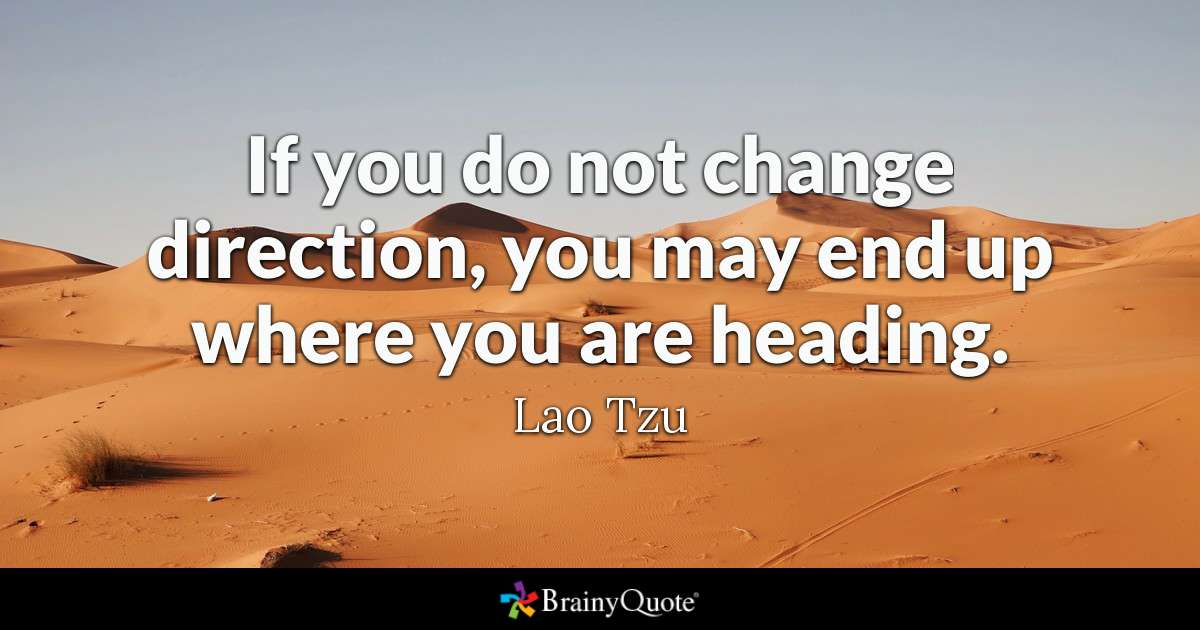 If you do not change
direction, you may end up
where you are heading.
Lao Tzu
BrainyQuote®